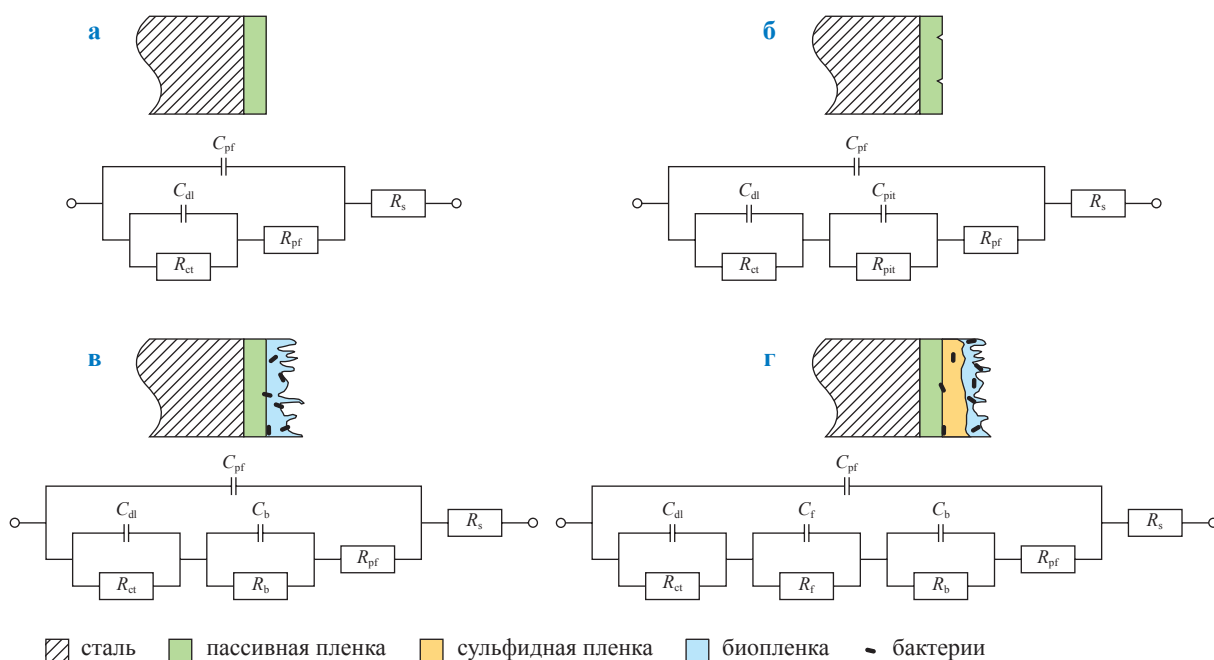 а
б
C_pf
C_pf
C_dl
C_dl
C_pit
R_s
R_s
R_pf
R_pf
R_ct
R_ct
R_pit
в
г
C_pf
C_pf
C_dl
C_b
C_dl
C_f
C_b
R_s
R_s
R_pf
R_pf
R_ct
R_b
R_ct
R_f
R_b
сталь пассивная пленка сульфидная пленка биопленка бактерии